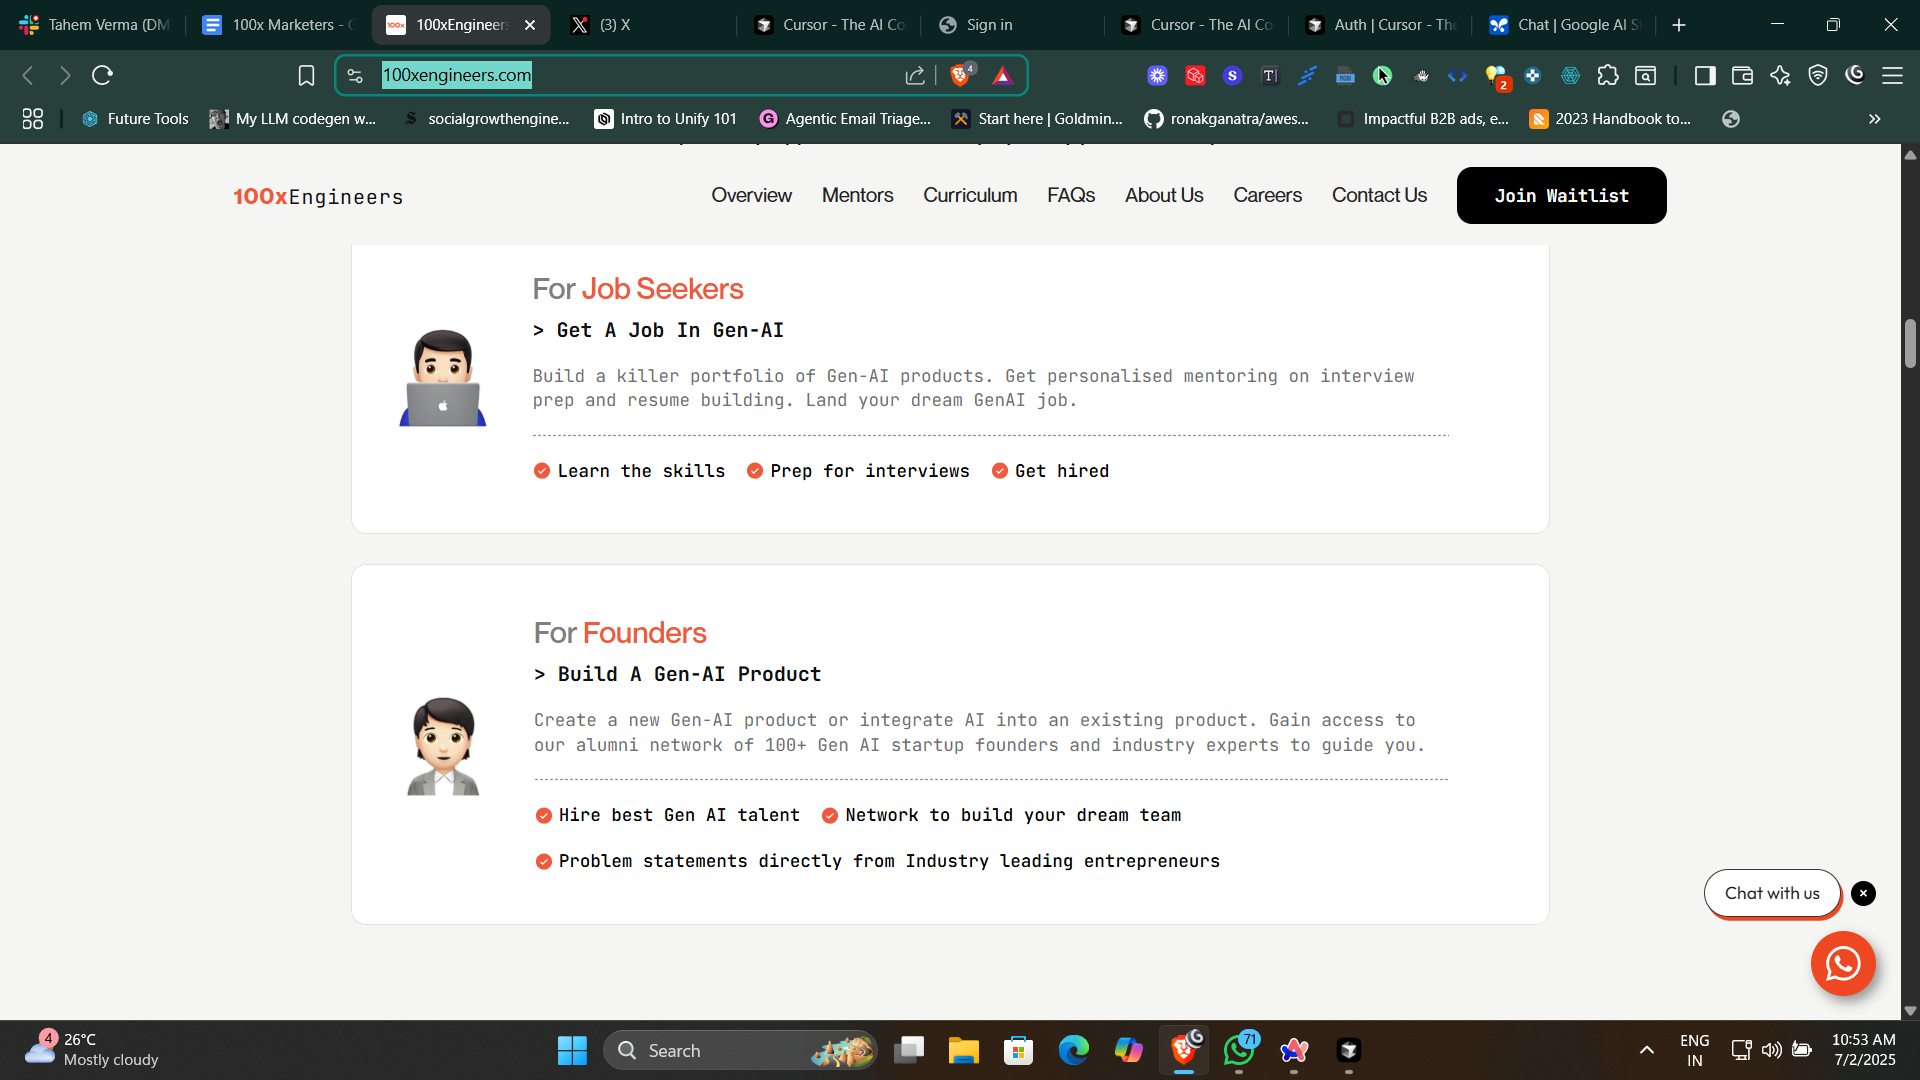 Tahem Verma (DM
100x Marketers - 
100xEngineers
(3) X
Cursor - The AI Co
Sign in
Cursor - The AI Co
Auth | Cursor - The
Chat | Google AI S
100xengineers.com
4
2
Future Tools
My LLM codegen w...
socialgrowthengine...
Intro to Unify 101
Agentic Email Triage...
Start here | Goldmin...
ronakganatra/awes...
Impactful B2B ads, e...
2023 Handbook to...
100xEngineers
Overview
Mentors
Curriculum
FAQs
About Us
Careers
Contact Us
Join Waitlist
For Job Seekers
> Get A Job In Gen-AI
Build a killer portfolio of Gen-AI products. Get personalised mentoring on interview
prep and resume building. Land your dream GenAI job.
Learn the skills
Prep for interviews
Get hired
For Founders
> Build A Gen-AI Product
Create a new Gen-AI product or integrate AI into an existing product. Gain access to
our alumni network of 100+ Gen AI startup founders and industry experts to guide you.
Hire best Gen AI talent
Network to build your dream team
Problem statements directly from Industry leading entrepreneurs
Chat with us
4
26°C
Mostly cloudy
Search
71
ENG
IN
10:53 AM
7/2/2025